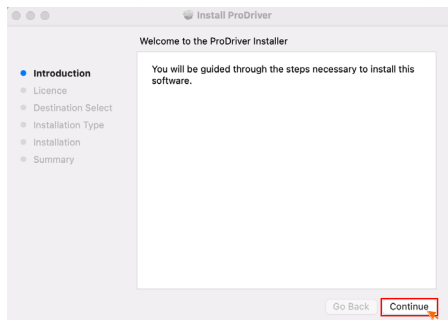 Install ProDriver
Welcome to the ProDriver Installer
Introduction
Licence
Destination Select
Installation Type
Installation
Summary
You will be guided through the steps necessary to install this
software.
Go Back
Continue